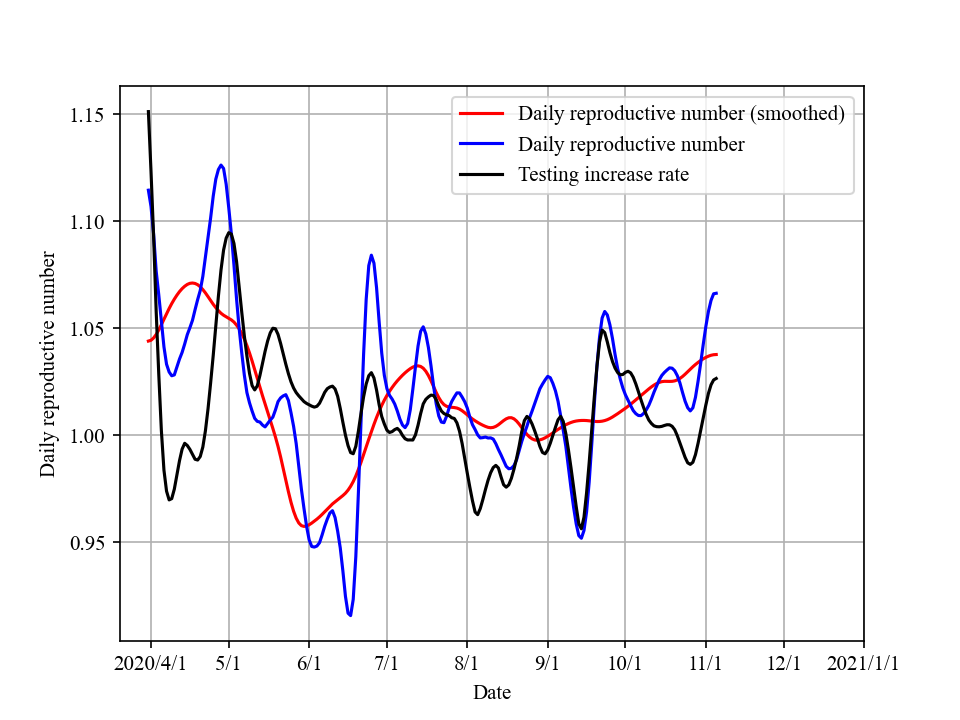 Daily reproductive number (smoothed)
Daily reproductive number
Testing increase rate
Daily reproductive number
1.15
1.10
1.05
1.00
0.95
2020/4/1 5/1 6/1 7/1 8/1 9/1 10/1 11/1 12/1 2021/1/1
Date